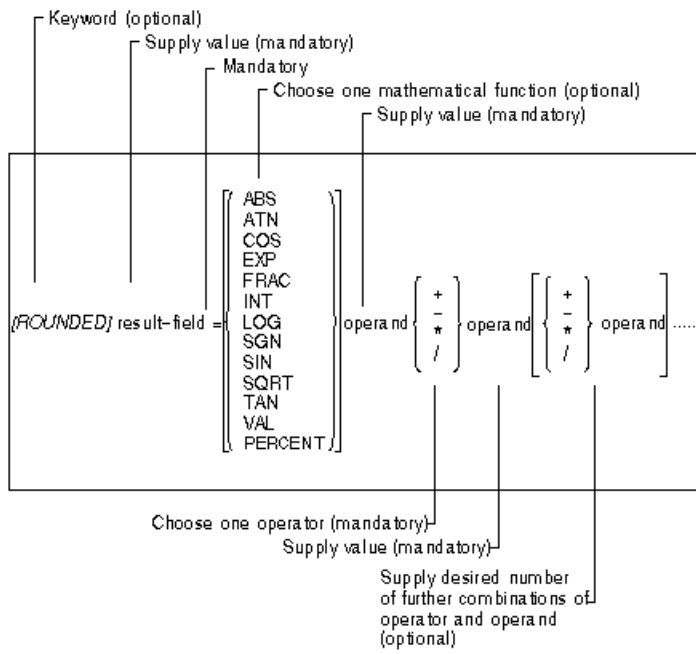 Keyword (optional)
Supply value (mandatory)
Mandatory
Choose one mathematical function (optional)
Supply value (mandatory)
ABS
ATN
COS
EXP
FRAC
INT
LOG
SGN
SIN
SQRT
TAN
VAL
PERCENT
[ROUNDED] result-field = operand { + - * / } operand [ { + - * / } operand ] .....
Choose one operator (mandatory)
Supply value (mandatory)
Supply desired number
of further combinations of
operator and operand
(optional)